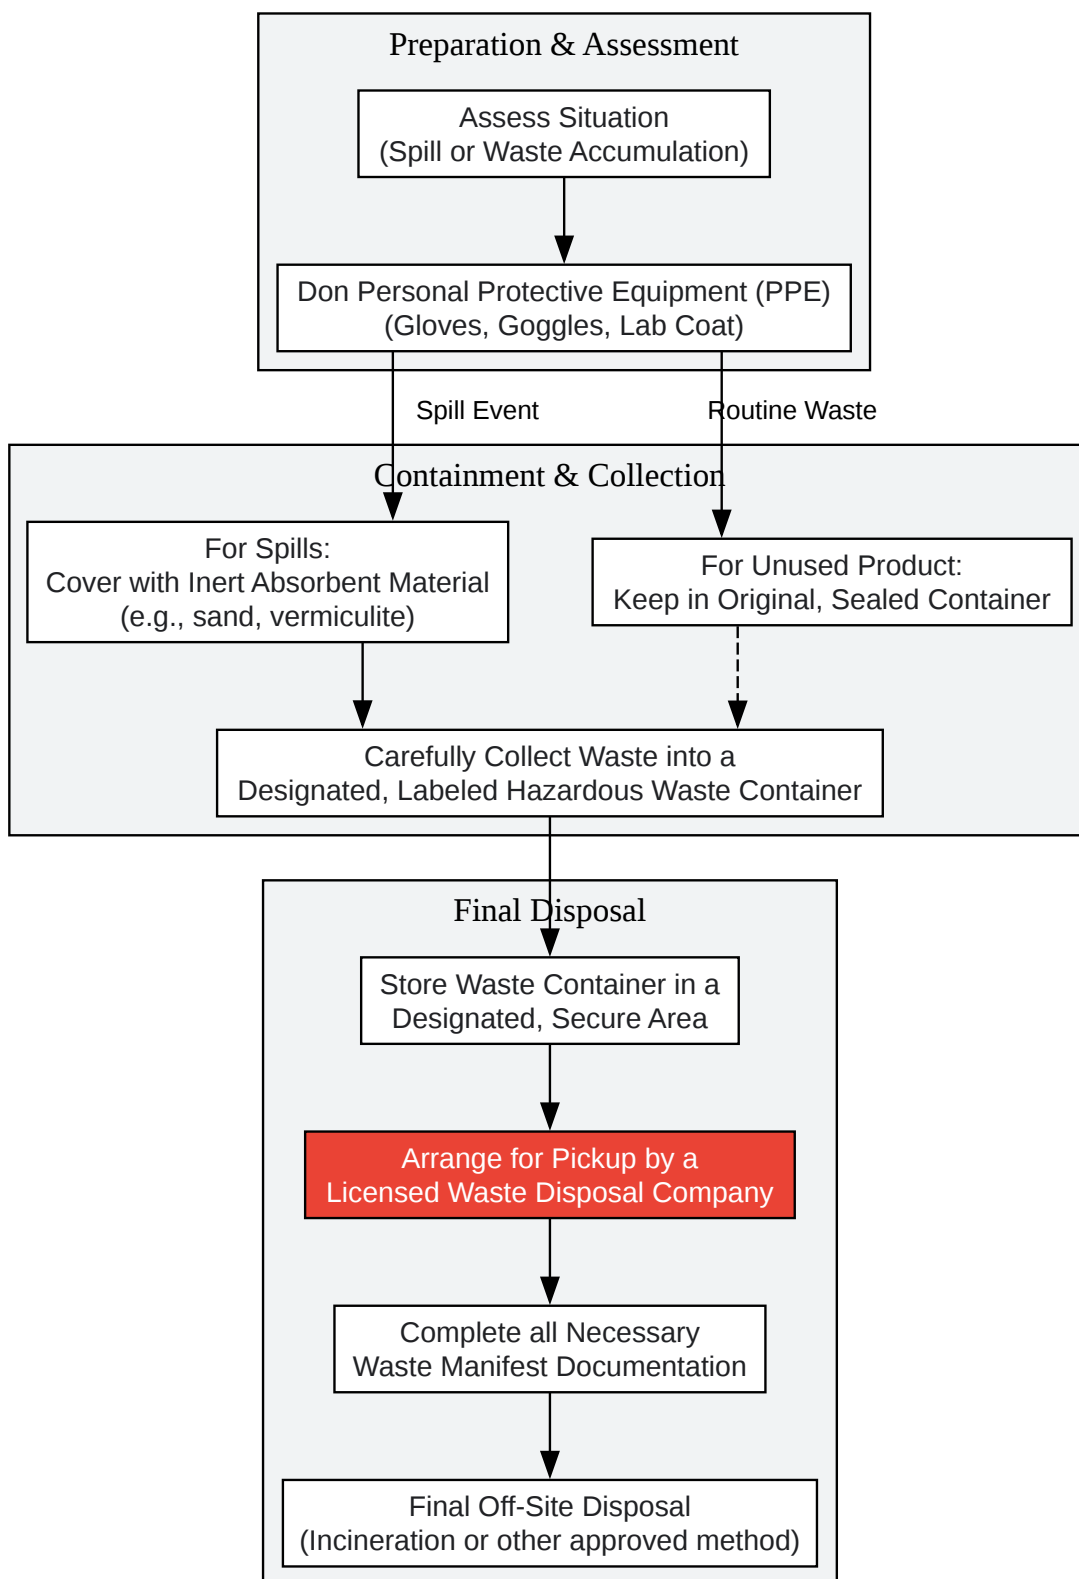 Preparation & Assessment
Assess Situation
(Spill or Waste Accumulation)
Don Personal Protective Equipment (PPE)
(Gloves, Goggles, Lab Coat)
Spill Event
Routine Waste
Containment & Collection
For Spills:
Cover with Inert Absorbent Material
(e.g., sand, vermiculite)
For Unused Product:
Keep in Original, Sealed Container
Carefully Collect Waste into a
Designated, Labeled Hazardous Waste Container
Final Disposal
Store Waste Container in a
Designated, Secure Area
Arrange for Pickup by a
Licensed Waste Disposal Company
Complete all Necessary
Waste Manifest Documentation
Final Off-Site Disposal
(Incineration or other approved method)